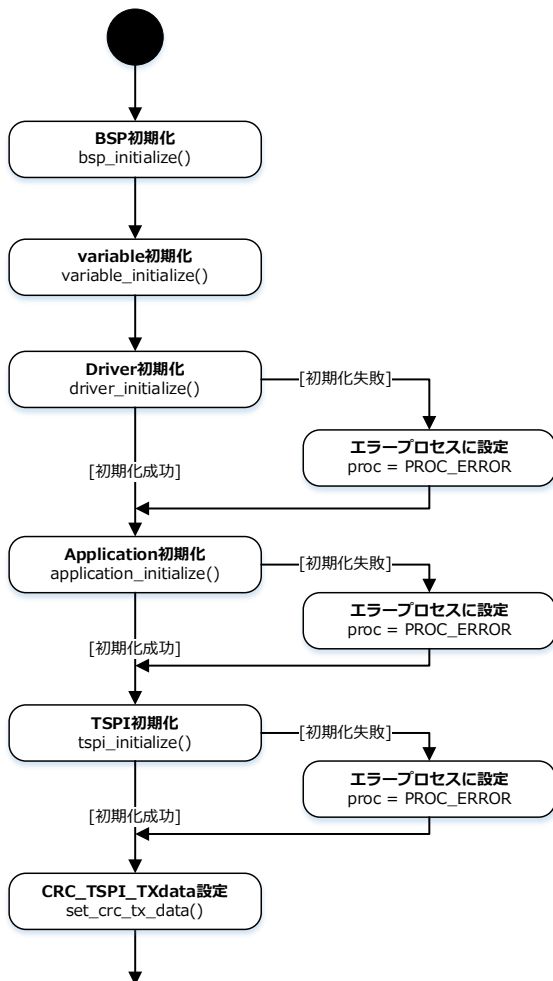 BSP初期化
bsp_initialize()
variable初期化
variable_initialize()
Driver初期化
driver_initialize()
[初期化失敗]
エラープロセスに設定
proc = PROC_ERROR
[初期化成功]
Application初期化
application_initialize()
[初期化失敗]
エラープロセスに設定
proc = PROC_ERROR
[初期化成功]
TSPI初期化
tspi_initialize()
[初期化失敗]
エラープロセスに設定
proc = PROC_ERROR
[初期化成功]
CRC_TSPI_TXdata設定
set_crc_tx_data()